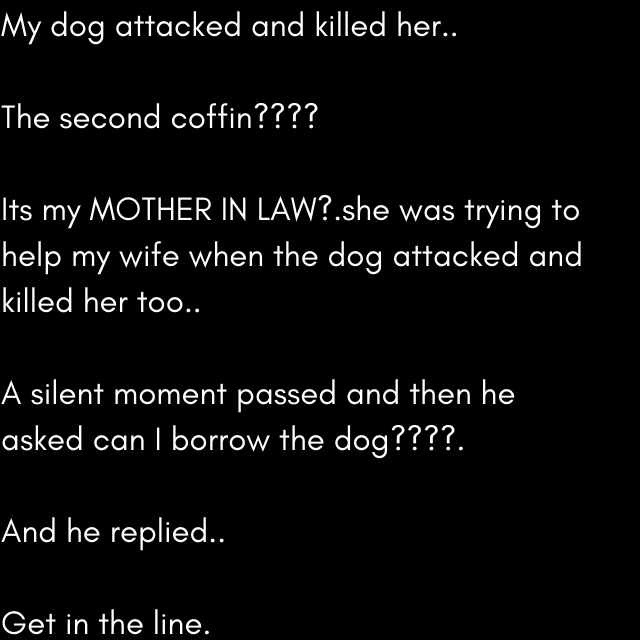 My dog attacked and killed her..
The second coffin????
Its my MOTHER IN LAW?.she was trying to
help my wife when the dog attacked and
killed her too..
A silent moment passed and then he
asked can I borrow the dog????.
And he replied..
Get in the line.